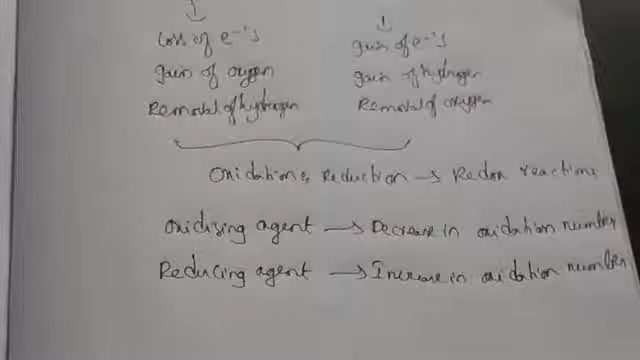 Loss of e⁻'s
gain of e⁻'s
gain of oxygen
gain of hydrogen
Removal of hydrogen
Removal of oxygen
Oxidation & Reduction → Redox reactions
Oxidising agent → Decrease in oxidation number
Reducing agent → Increase in oxidation number